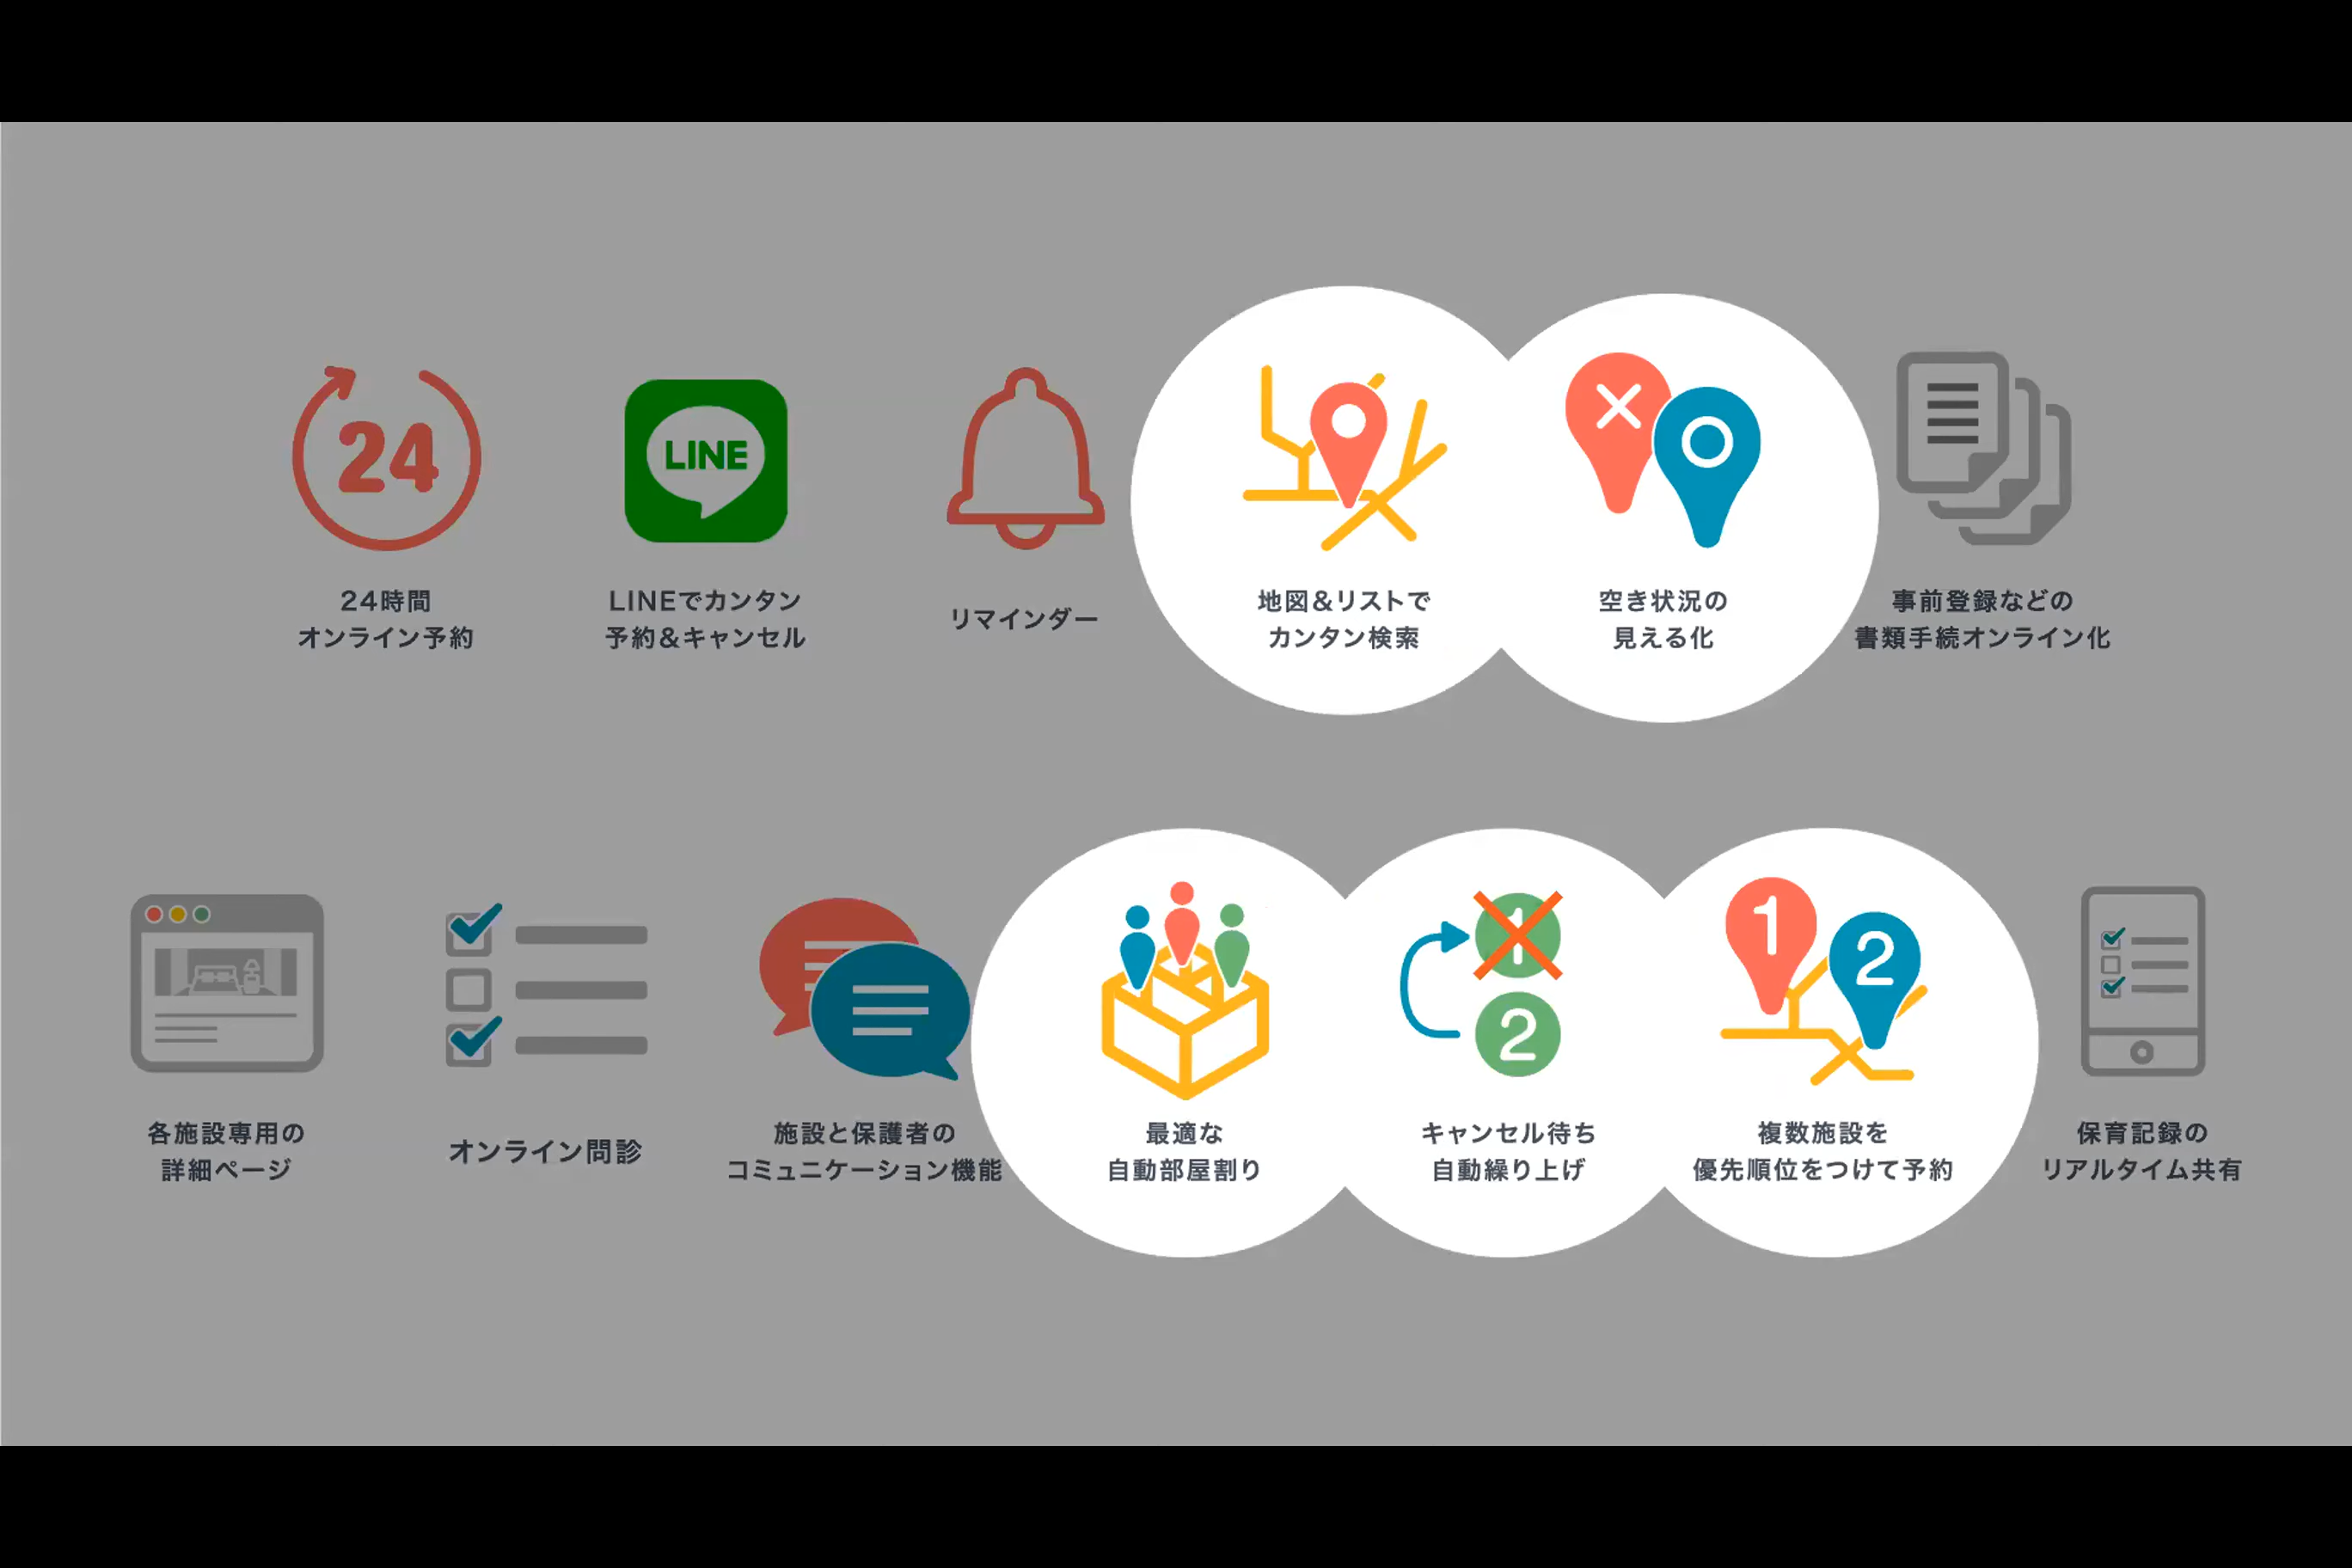 24
24時間
オンライン予約
LINE
LINEでカンタン
予約&キャンセル
リマインダー
地図&リストで
カンタン検索
空き状況の
見える化
事前登録などの
書類手続オンライン化
各施設専用の
詳細ページ
オンライン問診
施設と保護者の
コミュニケーション機能
最適な
自動部屋割り
1
2
キャンセル待ち
自動繰り上げ
1
2
複数施設を
優先順位をつけて予約
保育記録の
リアルタイム共有